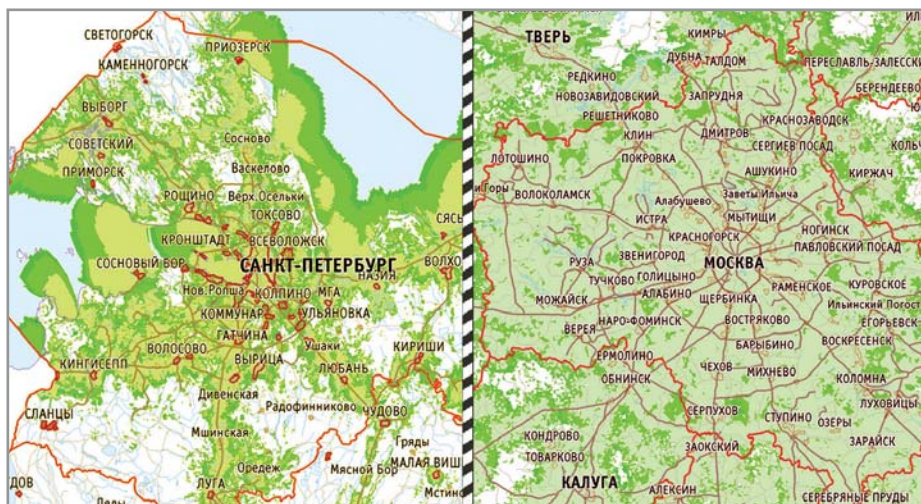 СВЕТОГОРСК
ПРИОЗЕРСК
КАМЕННОГОРСК
ВЫБОРГ
Сосново
СОВЕТСКИЙ
Васкелово
ПРИМОРСК
РОЩИНО
Верх. Осельки
ТОКСОВО
СЯСЬ
КРОНШТАДТ
ВСЕВОЛОЖСК
СОСНОВЫЙ БОР
САНКТ-ПЕТЕРБУРГ
ВОЛХО
НАЗИЯ
Нов. Ропша
КОЛПИНО
МГА
КОММУНАР
УЛЬЯНОВКА
ГАТЧИНА
Ушаки
КИРИШИ
КИНГИСЕПП
ВОЛОСОВО
ВЫРИЦА
ЛЮБАНЬ
Дивенская
Радофинниково
ЧУДОВО
СЛАНЦЫ
Мшинская
Гряды
Оредеж
Мясной Бор
МАЛАЯ ВИШ
ДОВ
ЛУГА
Мстинс
ТВЕРЬ
КИМРЫ
ДУБНА
ТАЛДОМ
ПЕРЕСЛАВЛЬ-ЗАЛЕССКИ
РЕДКИНО
НОВОЗАВИДОВСКИЙ
ЗАПРУДНЯ
БЕРЕНДЕЕВО
РЕШЕТНИКОВО
КЛИН
ДМИТРОВ
КРАСНОЗАВОДСК
СЕРГИЕВ ПОСАД
КОЛЬЧ
ЛОТОШИНО
ПОКРОВКА
АШУКИНО
КИРЖАЧ
и Горы
ВОЛОКОЛАМСК
Алабушево
Заветы Ильича
ИСТРА
МЫТИЩИ
КРАСНОГОРСК
НОГИНСК
ПАВЛОВСКИЙ ПОСАД
ЗВЕНИГОРОД
РУЗА
МОСКВА
ТУЧКОВО
ГОЛИЦЫНО
РАМЕНСКОЕ
КУРОВСКОЕ
МОЖАЙСК
АЛАБИНО
ЩЕРБИНКА
Ильинский Погост
ВЕРЕЯ
НАРО-ФОМИНСК
ВОСТРЯКОВО
ЕГОРЬЕВСК
БАРЫБИНО
ВОСКРЕСЕНСК
ЕРМОЛИНО
ОБНИНСК
ЧЕХОВ
МИХНЕВО
КОЛОМНА
СЕРПУХОВ
СТУПИНО
ОЗЕРЫ
ЛУХОВИЦЫ
КОНДРОВО
ЗАОКСКИЙ
ЗАРАЙСК
ТОВАРКОВО
КАЛУГА
АЛЕКСИН
СЕРЕБРЯНЫЕ ПРУДЫ